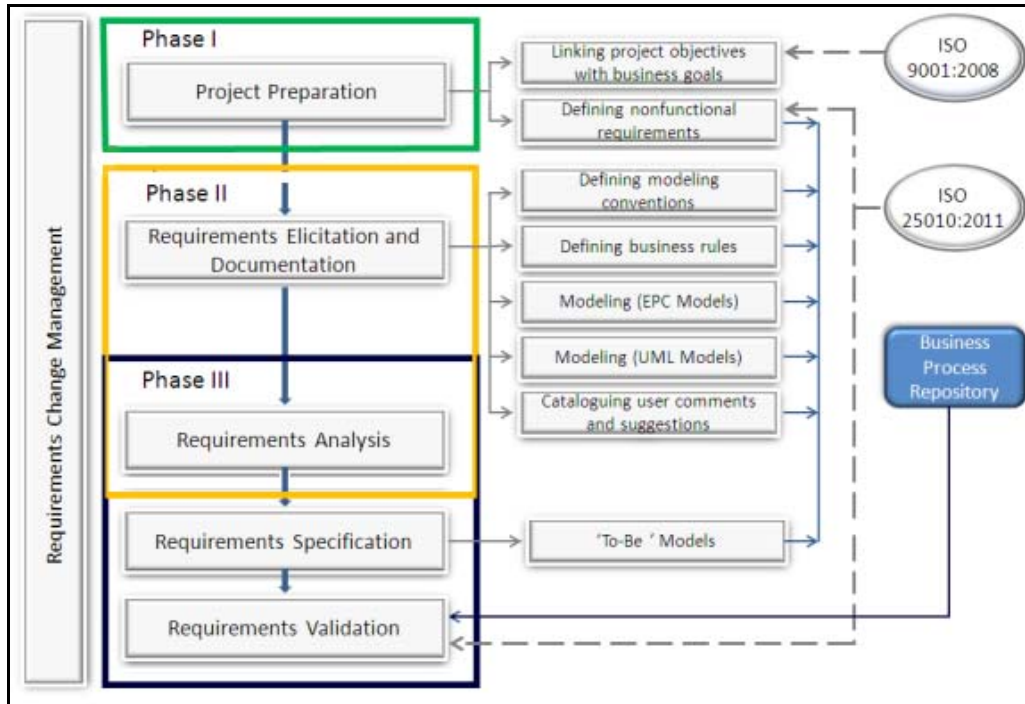 Requirements Change Management
Phase I
Project Preparation
Linking project objectives
with business goals
Defining nonfunctional
requirements
ISO
9001:2008
Phase II
Requirements Elicitation and
Documentation
Defining modeling
conventions
Defining business rules
Modeling (EPC Models)
Modeling (UML Models)
Cataloguing user comments
and suggestions
ISO
25010:2011
Business
Process
Repository
Phase III
Requirements Analysis
Requirements Specification
‘To-Be ’ Models
Requirements Validation